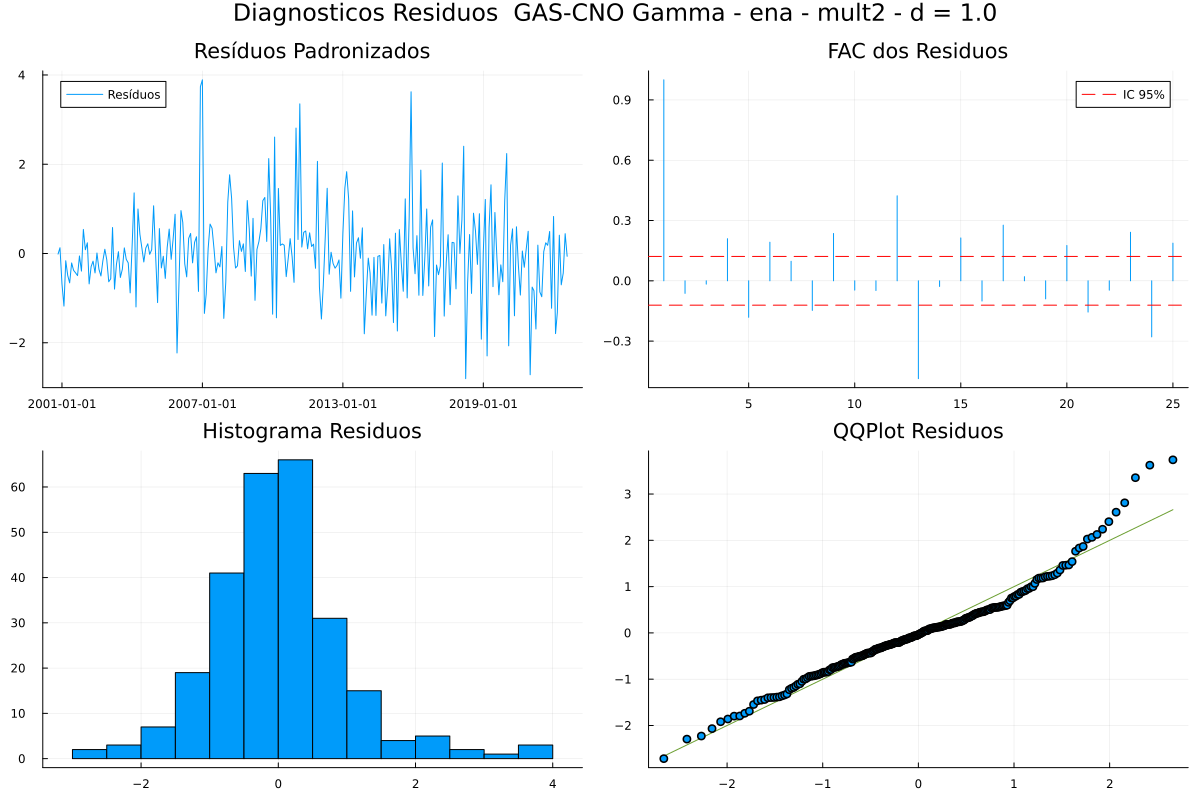 Diagnosticos Residuos  GAS-CNO Gamma - ena - mult2 - d = 1.0
Resíduos Padronizados
4
2
0
−2
Resíduos
2001-01-01 2007-01-01 2013-01-01 2019-01-01
FAC dos Residuos
0.9
0.6
0.3
0.0
−0.3
IC 95%
5 10 15 20 25
Histograma Residuos
60
50
40
30
20
10
0
−2 0 2 4
QQPlot Residuos
3
2
1
0
−1
−2
−2 −1 0 1 2